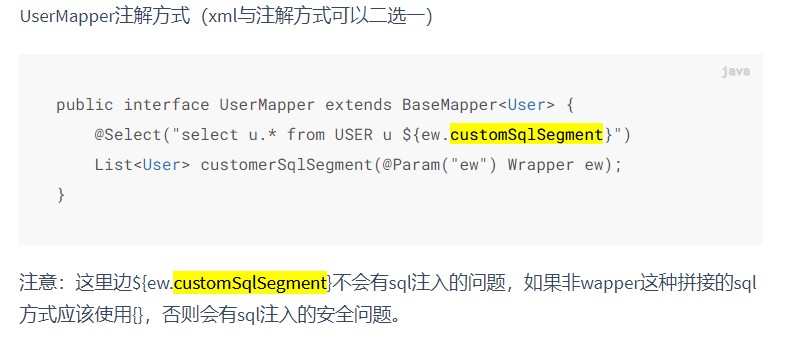 UserMapper注解方式（xml与注解方式可以二选一）
java
public interface UserMapper extends BaseMapper<User> {
    @Select("select u.* from USER u ${ew.customSqlSegment}")
    List<User> customerSqlSegment(@Param("ew") Wrapper ew);
}
注意：这里边${ew.customSqlSegment}不会有sql注入的问题，如果非wapper这种拼接的sql
方式应该使用{}，否则会有sql注入的安全问题。